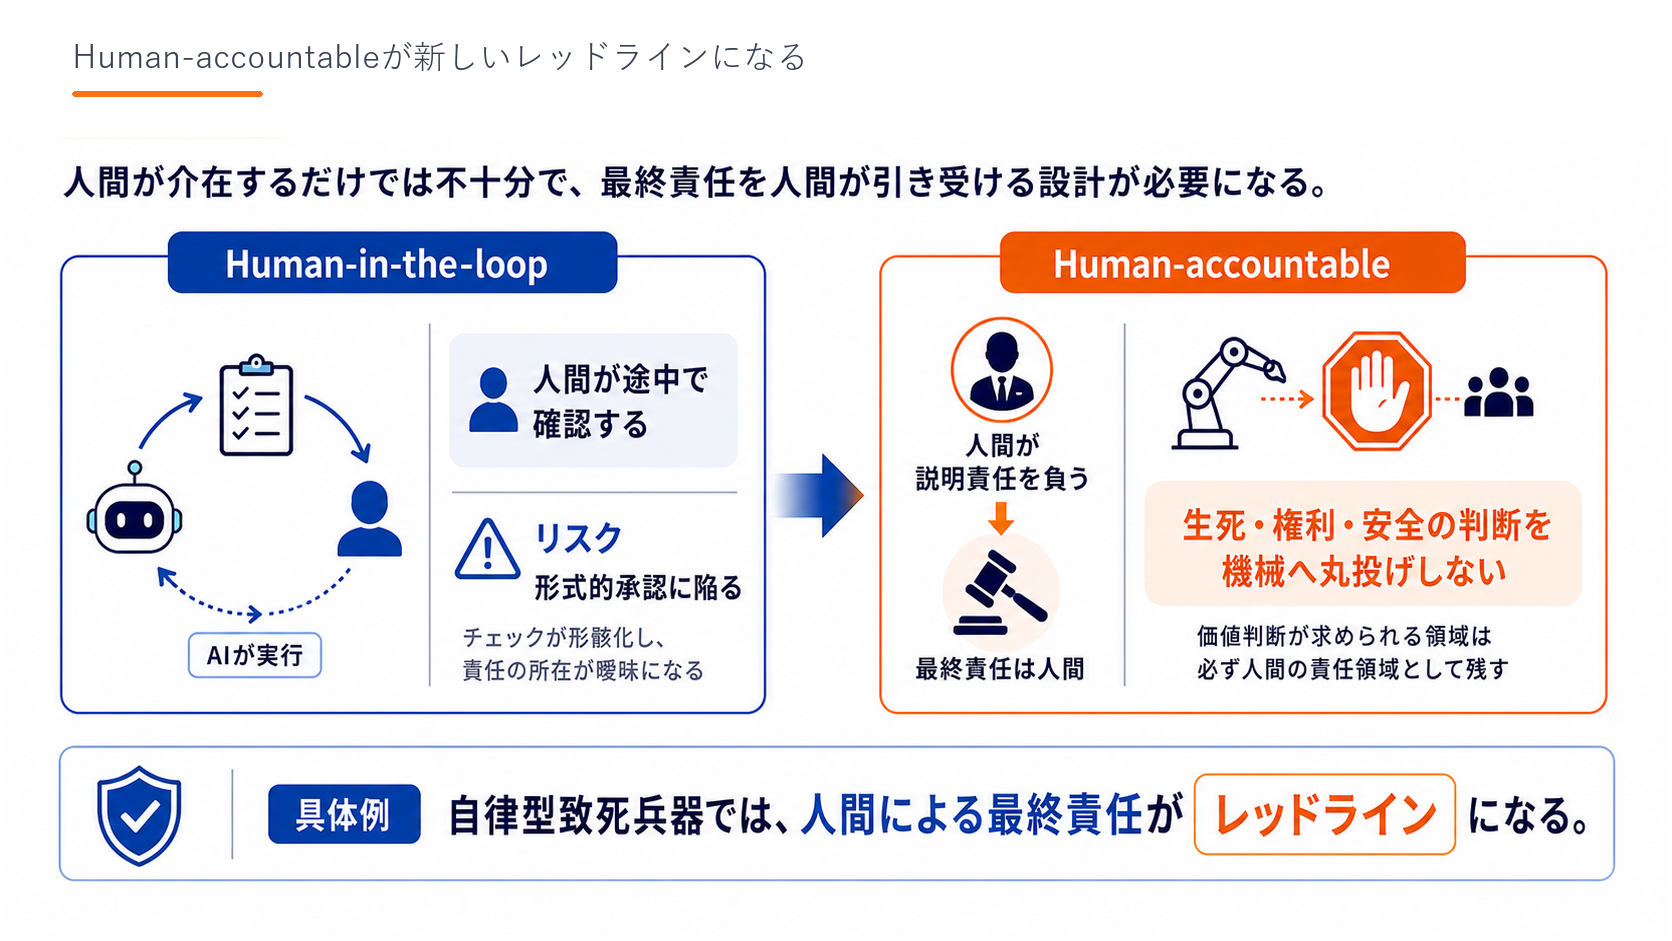 Human-accountableが新しいレッドラインになる
人間が介在するだけでは不十分で、最終責任を人間が引き受ける設計が必要になる。
Human-in-the-loop
人間が途中で
確認する
リスク
形式的承認に陥る
チェックが形骸化し、
責任の所在が曖昧になる
AIが実行
Human-accountable
人間が
説明責任を負う
最終責任は人間
生死・権利・安全の判断を
機械へ丸投げしない
価値判断が求められる領域は
必ず人間の責任領域として残す
具体例 自律型致死兵器では、人間による最終責任が レッドライン になる。